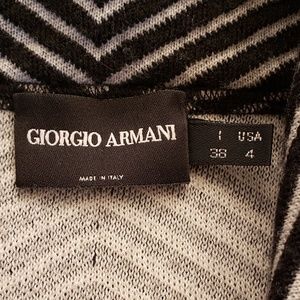 GIORGIO ARMANI
MADE IN ITALY
I USA
38 4